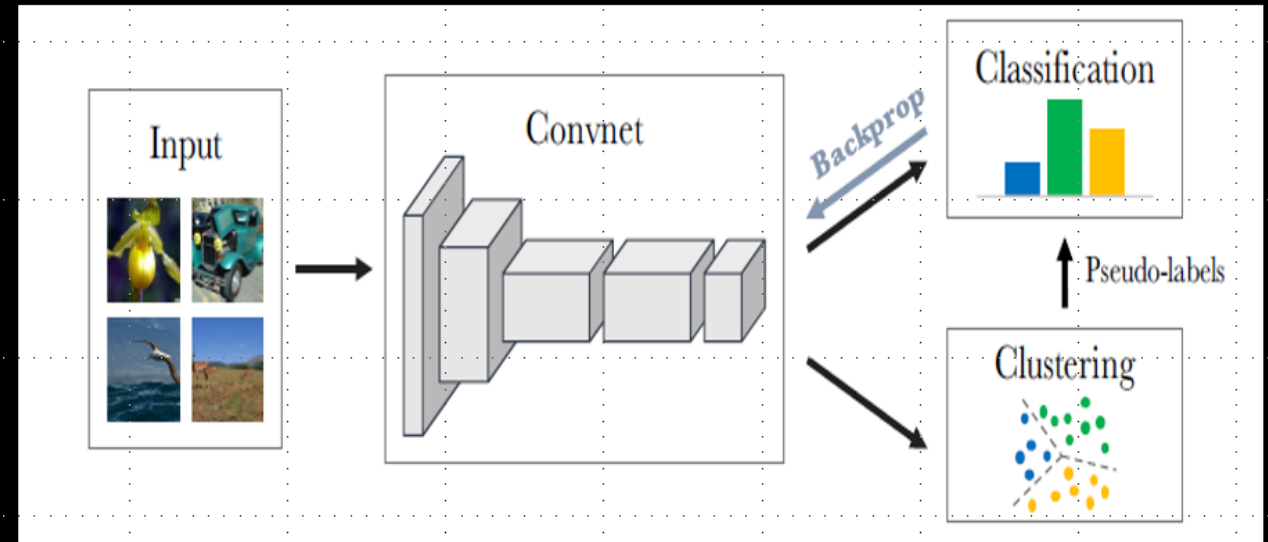 Input
Convnet
Backprop
Classification
Pseudo-labels
Clustering